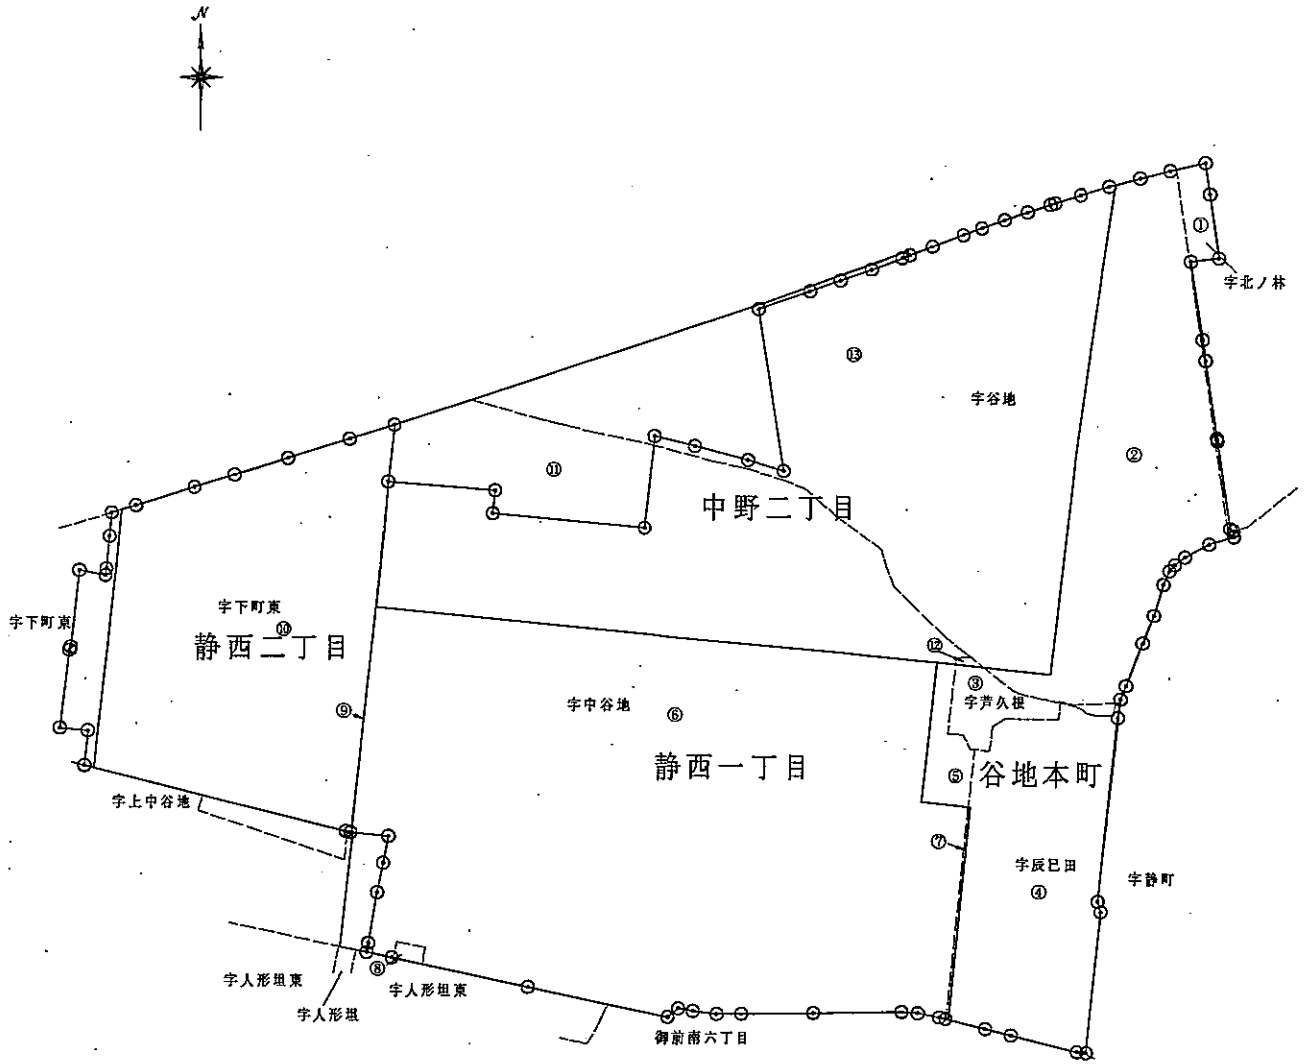 N
①
字北ノ林
⑬
字谷地
②
⑪
中野二丁目
字下町東
字下町東
⑩
静西二丁目
⑫
③
字芦久根
字中谷地
⑥
⑨
静西一丁目
⑤
谷地本町
字上中谷地
⑦
字辰巳田
字静町
④
⑧
字人形坦東
字人形坦東
字人形坦
御前南六丁目